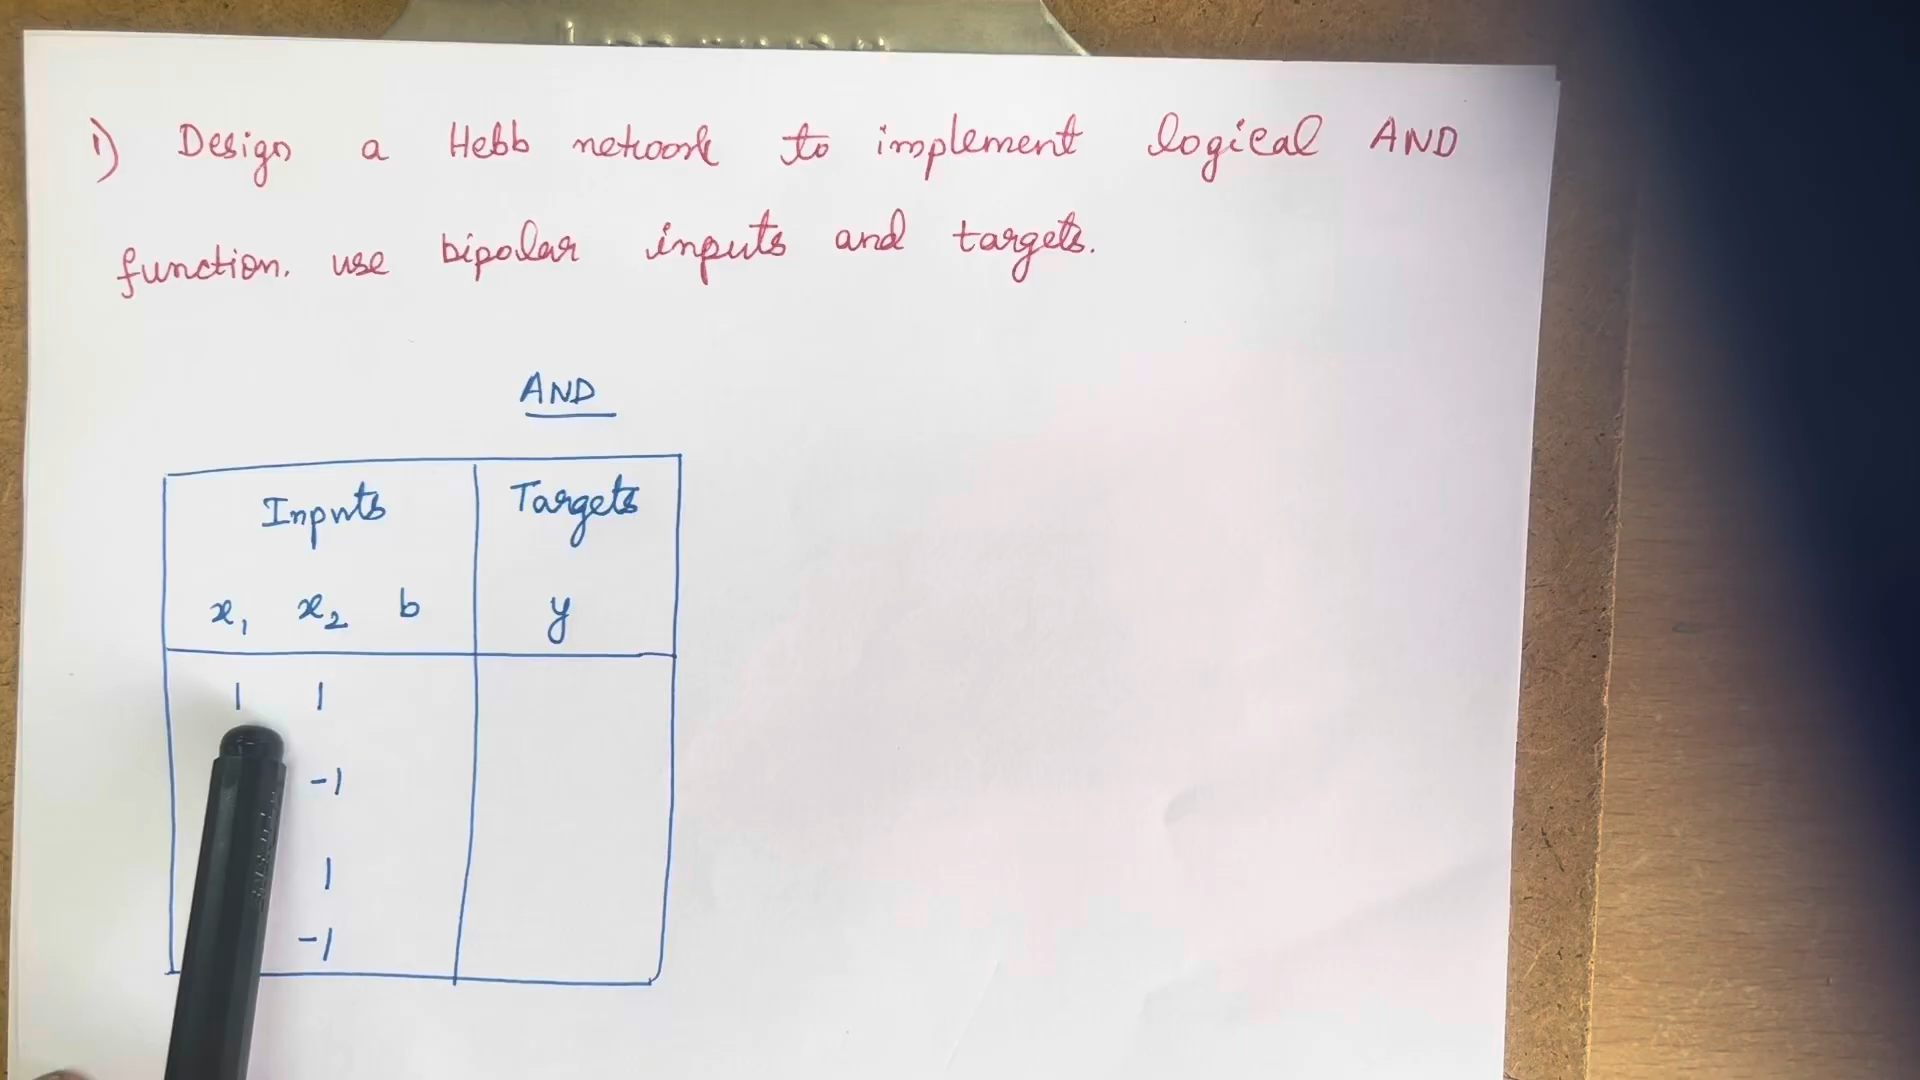 1) Design a Hebb network to implement logical AND
function. use bipolar inputs and targets.
AND
Inputs Targets
x₁ x₂ b y
1 1
-1
1
-1